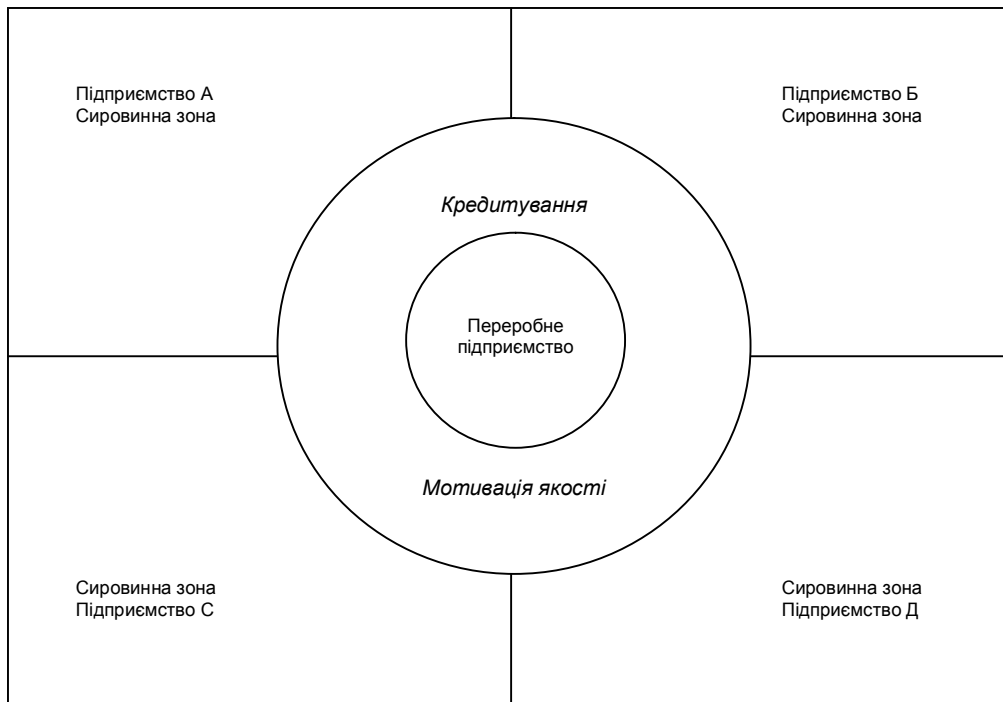 Підприємство А
Сировинна зона
Підприємство Б
Сировинна зона
Кредитування
Переробне
підприємство
Мотивація якості
Сировинна зона
Підприємство С
Сировинна зона
Підприємство Д